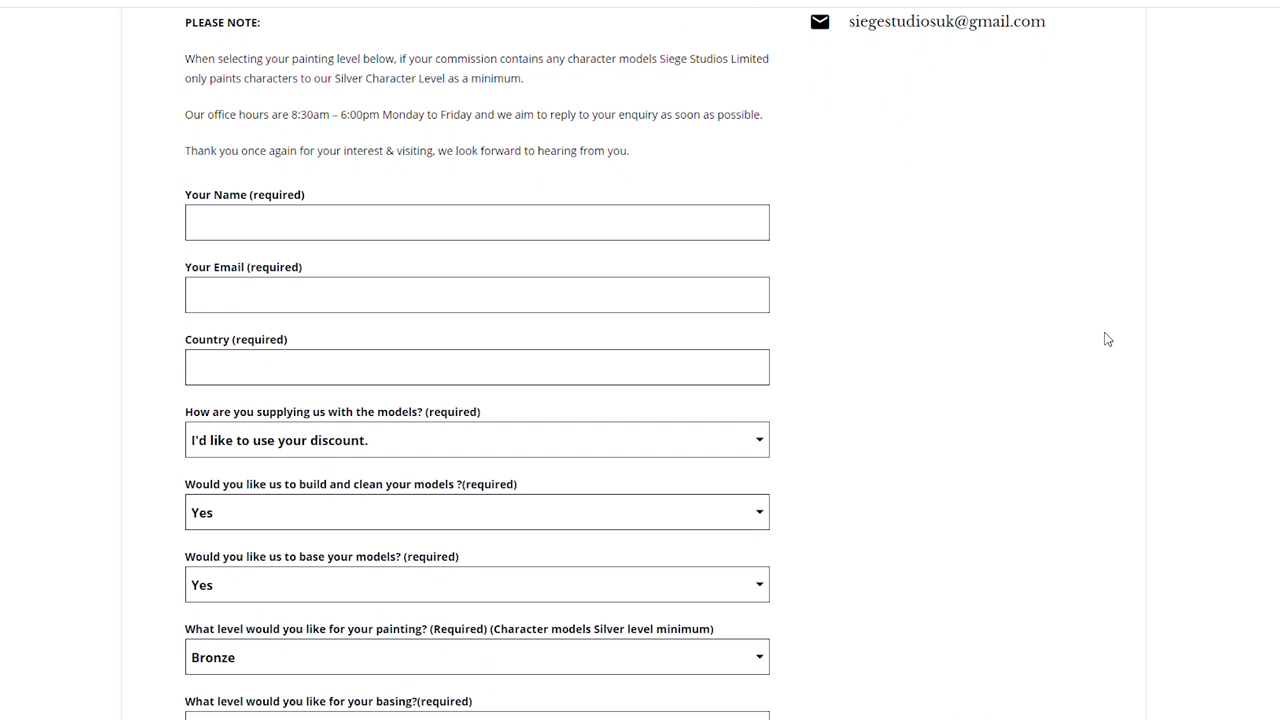 PLEASE NOTE:
siegestudiosuk@gmail.com
When selecting your painting level below, if your commission contains any character models Siege Studios Limited
only paints characters to our Silver Character Level as a minimum.
Our office hours are 8:30am – 6:00pm Monday to Friday and we aim to reply to your enquiry as soon as possible.
Thank you once again for your interest & visiting, we look forward to hearing from you.
Your Name (required)
Your Email (required)
Country (required)
How are you supplying us with the models? (required)
I'd like to use your discount.
Would you like us to build and clean your models ?(required)
Yes
Would you like us to base your models? (required)
Yes
What level would you like for your painting? (Required) (Character models Silver level minimum)
Bronze
What level would you like for your basing?(required)